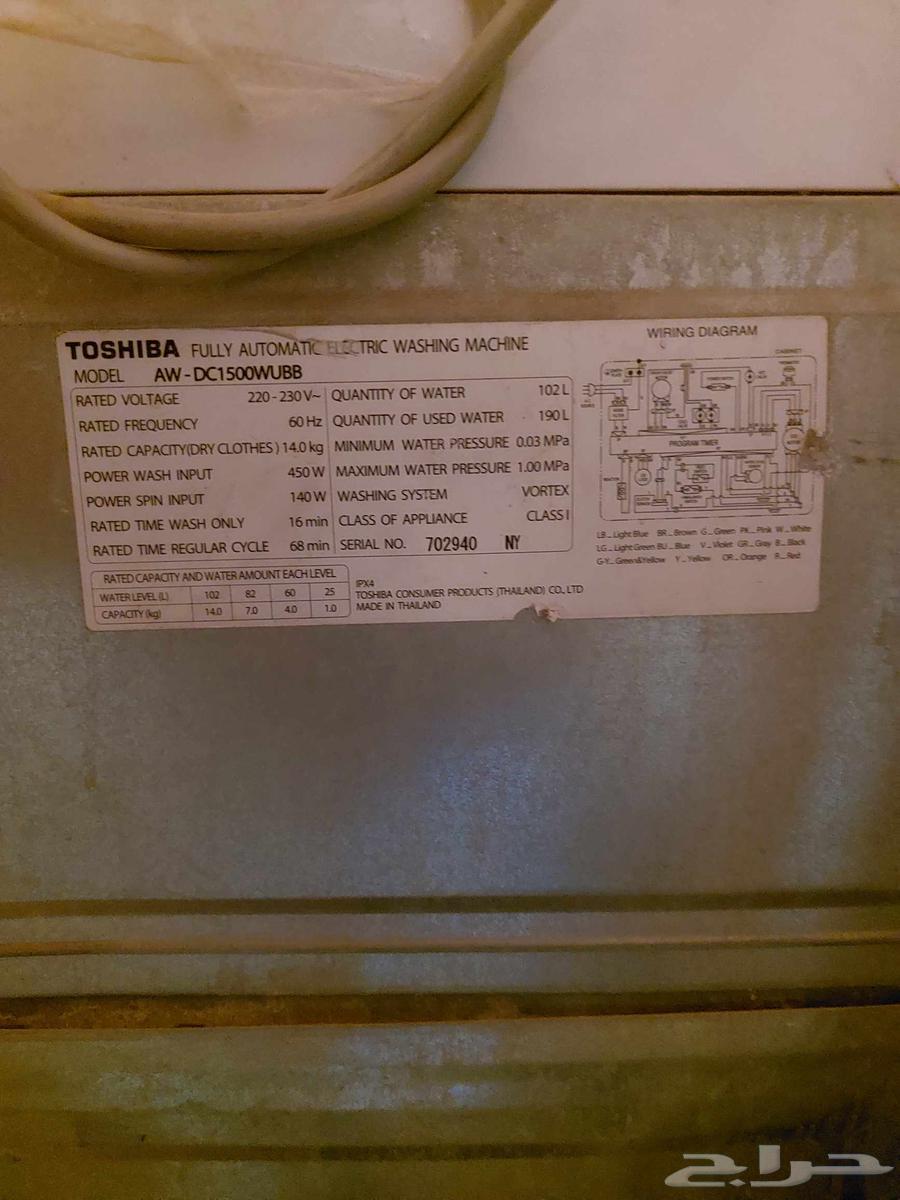 TOSHIBA FULLY AUTOMATIC ELECTRIC WASHING MACHINE
MODEL AW-DC1500WUBB
RATED VOLTAGE 220-230 V~
RATED FREQUENCY 60 Hz
RATED CAPACITY(DRY CLOTHES) 14.0 kg
POWER WASH INPUT 450 W
POWER SPIN INPUT 140 W
RATED TIME WASH ONLY 16 min
RATED TIME REGULAR CYCLE 68 min
QUANTITY OF WATER 102 L
QUANTITY OF USED WATER 190 L
MINIMUM WATER PRESSURE 0.03 MPa
MAXIMUM WATER PRESSURE 1.00 MPa
WASHING SYSTEM VORTEX
CLASS OF APPLIANCE CLASS I
SERIAL NO. 702940 NY
RATED CAPACITY AND WATER AMOUNT EACH LEVEL
WATER LEVEL (L) 102 82 60 25
CAPACITY (kg) 14.0 7.0 4.0 1.0
IPX4
TOSHIBA CONSUMER PRODUCTS (THAILAND) CO., LTD
MADE IN THAILAND
WIRING DIAGRAM
CABINET
PROGRAM TIMER
LB...Light Blue BR...Brown G...Green PK...Pink W...White
LG...Light Green BU...Blue V...Violet GR...Gray B...Black
G-Y...Green&Yellow Y...Yellow OR...Orange R...Red
حراج